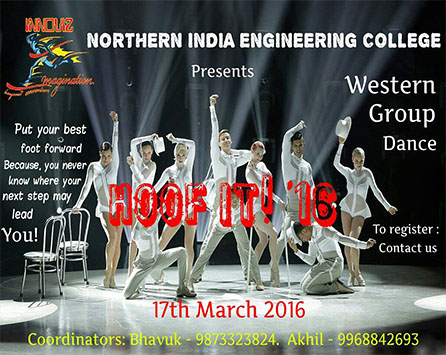 INNOVIZ
Imagination
NORTHERN INDIA ENGINEERING COLLEGE
Presents
Western
Group
Dance
Put your best
foot forward
Because, you never
know where your
next step may
lead
You!
HOOF IT! '16
To register :
Contact us
17th March 2016
Coordinators: Bhavuk - 9873323824, Akhil - 9968842693